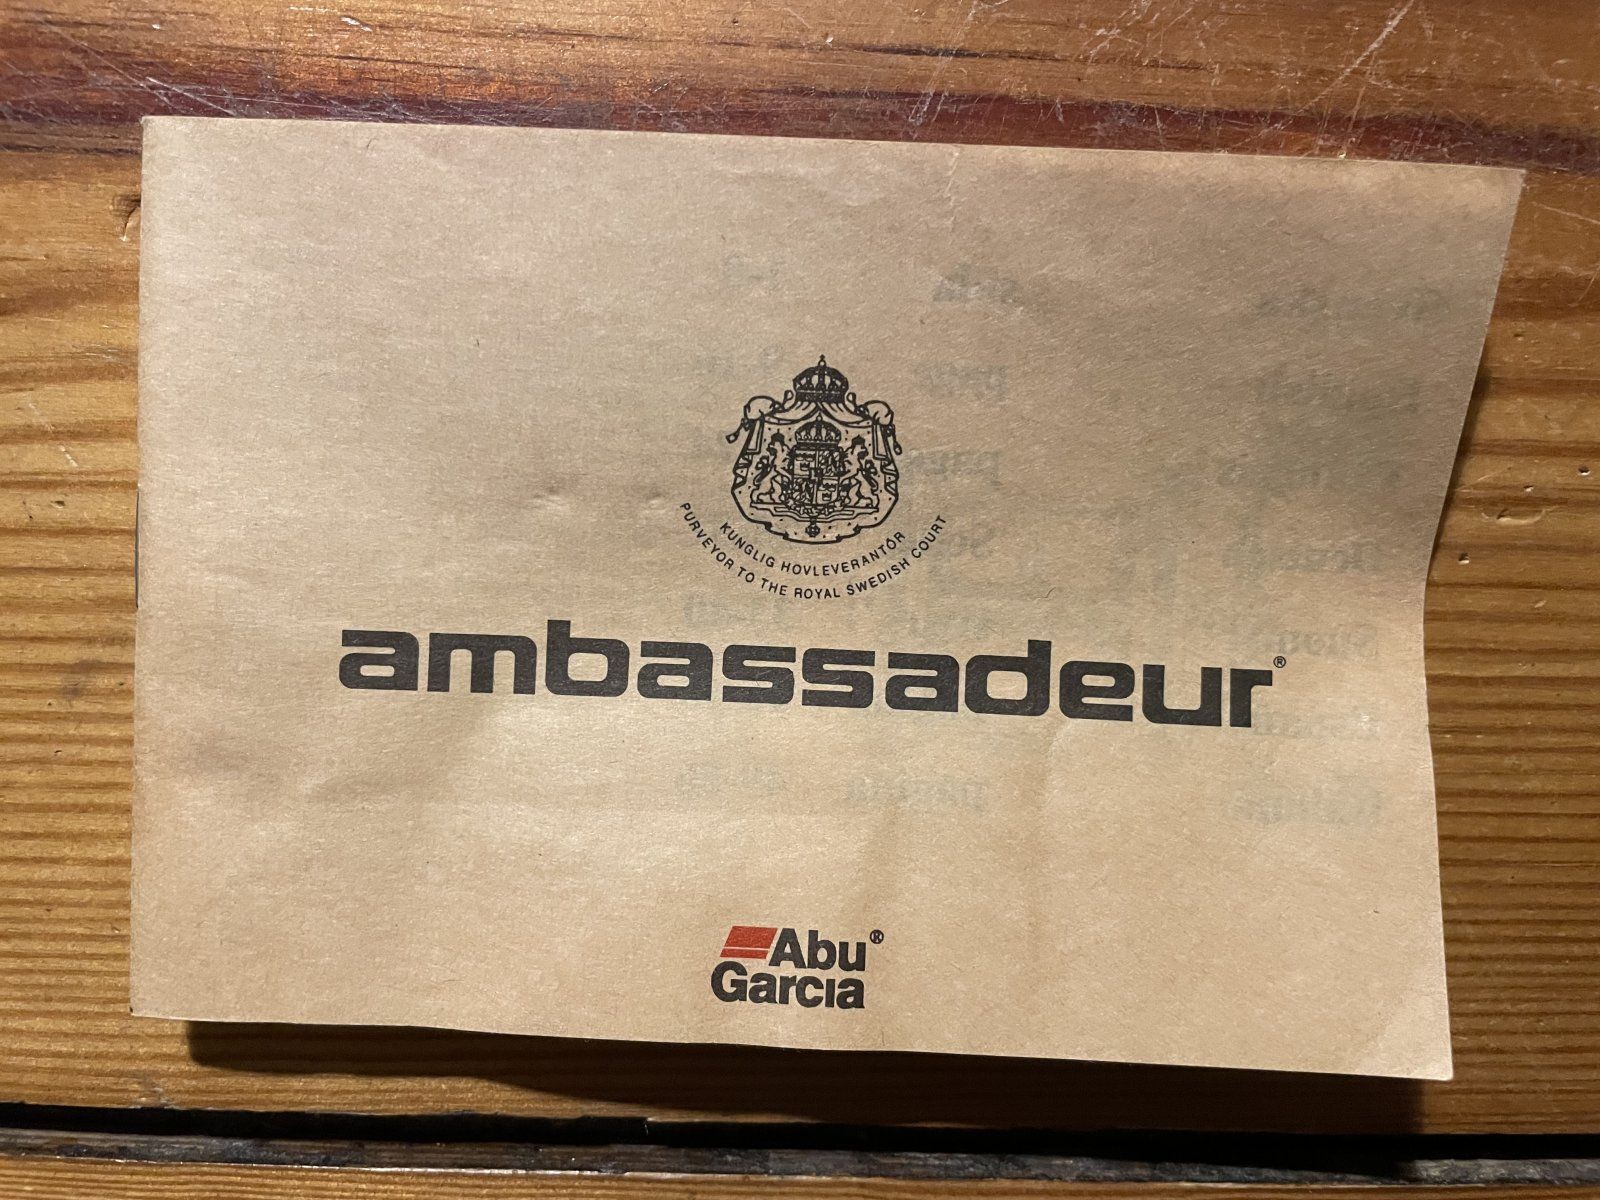 KUNGLIG HOVLEVERANTÖR
PURVEYOR TO THE ROYAL SWEDISH COURT
ambassadeur®
Abu®
Garcia